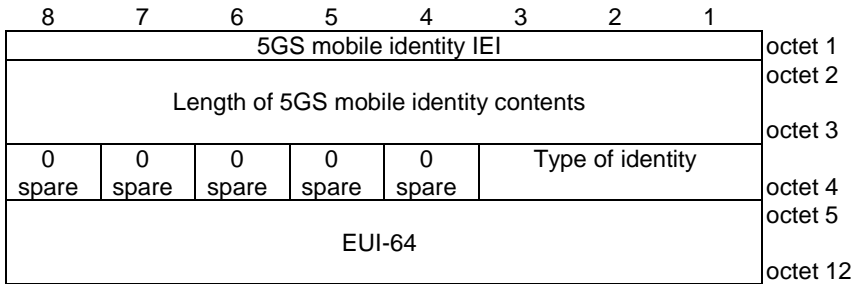 8 7 6 5 4 3 2 1
5GS mobile identity IEI octet 1
octet 2
Length of 5GS mobile identity contents
octet 3
0 0 0 0 0 Type of identity
spare spare spare spare spare octet 4
octet 5
EUI-64
octet 12